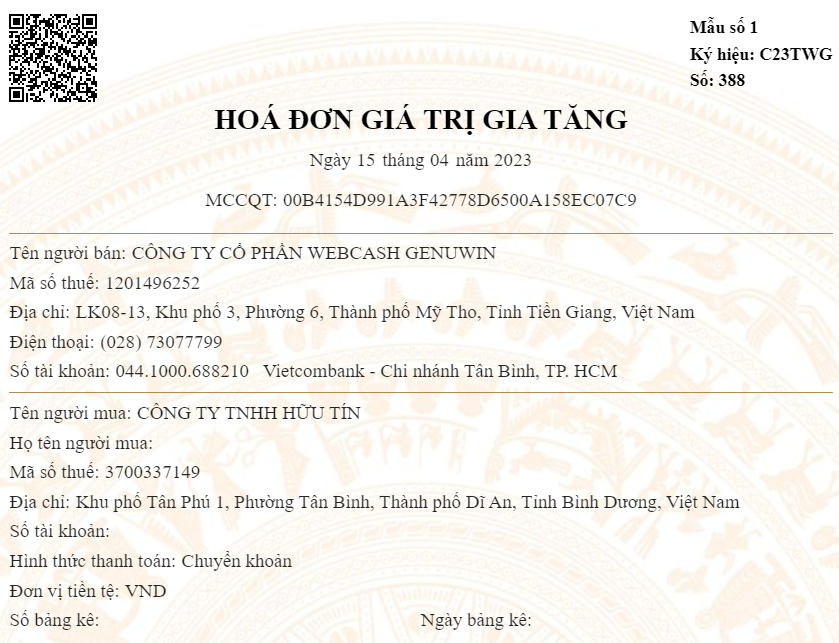 Mẫu số 1
Ký hiệu: C23TWG
Số: 388
HOÁ ĐƠN GIÁ TRỊ GIA TĂNG
Ngày 15 tháng 04 năm 2023
MCCQT: 00B4154D991A3F42778D6500A158EC07C9
Tên người bán: CÔNG TY CỔ PHẦN WEBCASH GENUWIN
Mã số thuế: 1201496252
Địa chỉ: LK08-13, Khu phố 3, Phường 6, Thành phố Mỹ Tho, Tỉnh Tiền Giang, Việt Nam
Điện thoại: (028) 73077799
Số tài khoản: 044.1000.688210 Vietcombank - Chi nhánh Tân Bình, TP. HCM
Tên người mua: CÔNG TY TNHH HỮU TÍN
Họ tên người mua:
Mã số thuế: 3700337149
Địa chỉ: Khu phố Tân Phú 1, Phường Tân Bình, Thành phố Dĩ An, Tỉnh Bình Dương, Việt Nam
Số tài khoản:
Hình thức thanh toán: Chuyển khoản
Đơn vị tiền tệ: VND
Số bảng kê: Ngày bảng kê: